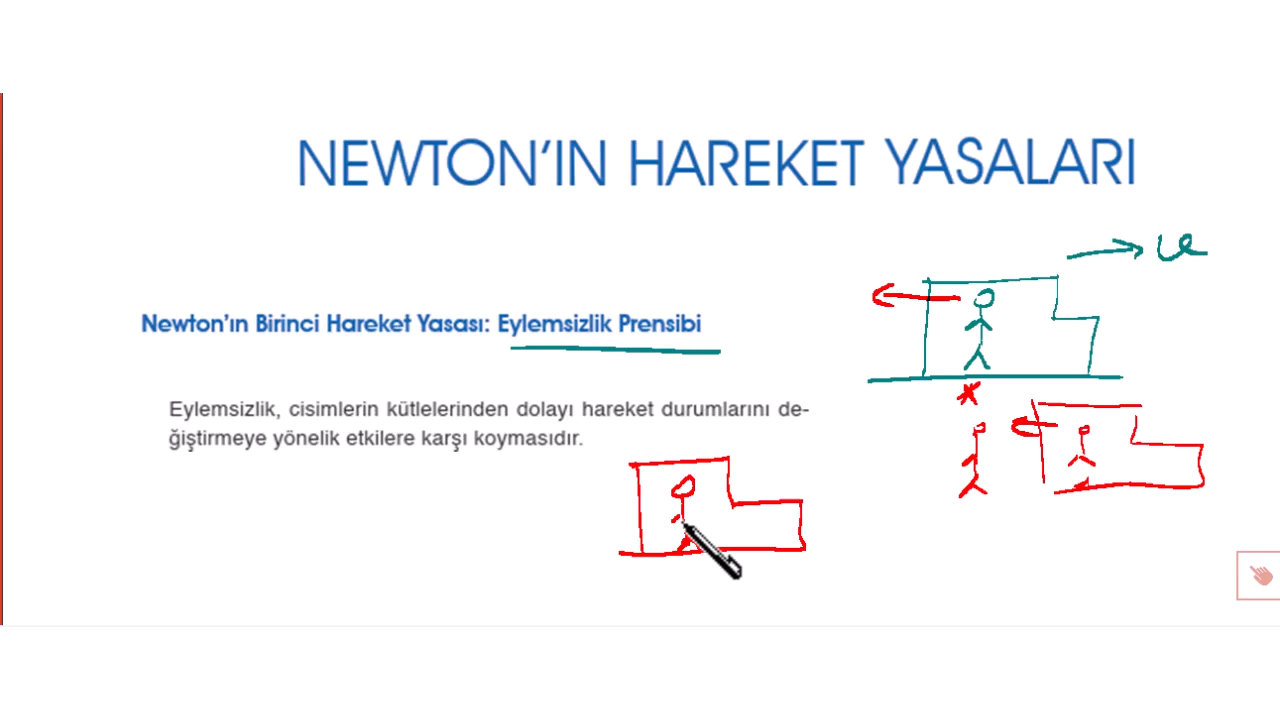 NEWTON'IN HAREKET YASALARI
Newton'ın Birinci Hareket Yasası: Eylemsizlik Prensibi
Eylemsizlik, cisimlerin kütlelerinden dolayı hareket durumlarını de-
ğiştirmeye yönelik etkilere karşı koymasıdır.